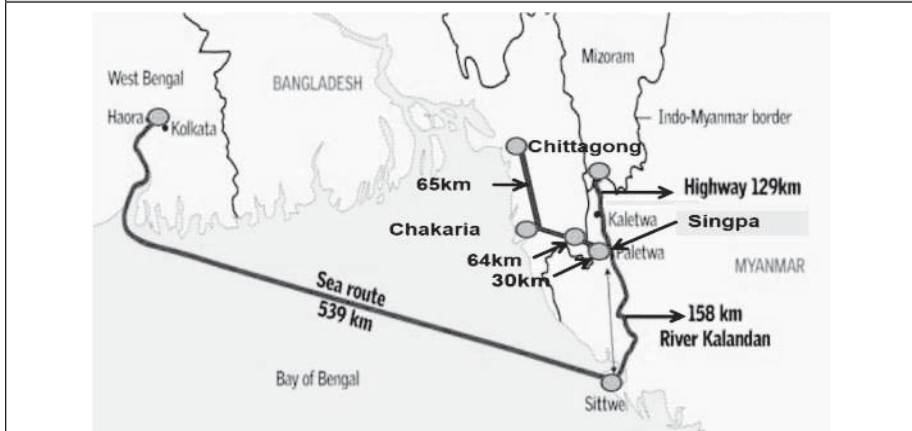 Mizoram
West Bengal
BANGLADESH
Haora
Kolkata
Indo-Myanmar border
Chittagong
65km
Highway 129km
Kaletwa
Singpa
Chakaria
64km
Paletwa
30km
MYANMAR
Sea route
539 km
158 km
River Kalandan
Bay of Bengal
Sittwe